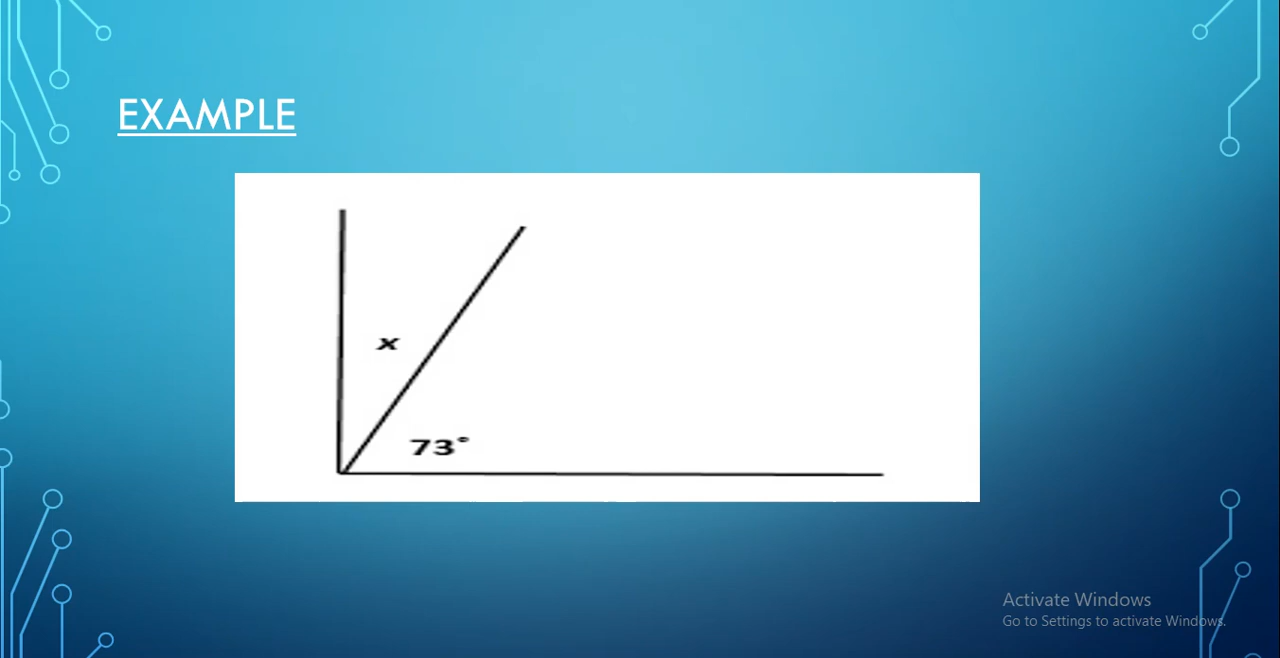 EXAMPLE
x
73°
Activate Windows
Go to Settings to activate Windows.